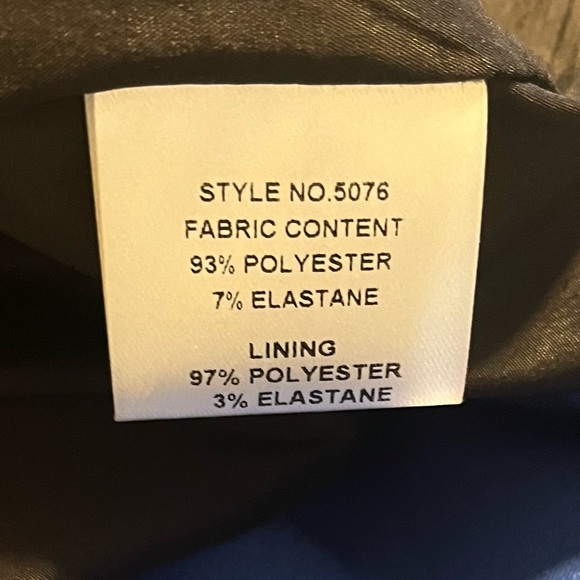 STYLE NO.5076
FABRIC CONTENT
93% POLYESTER
7% ELASTANE
LINING
97% POLYESTER
3% ELASTANE